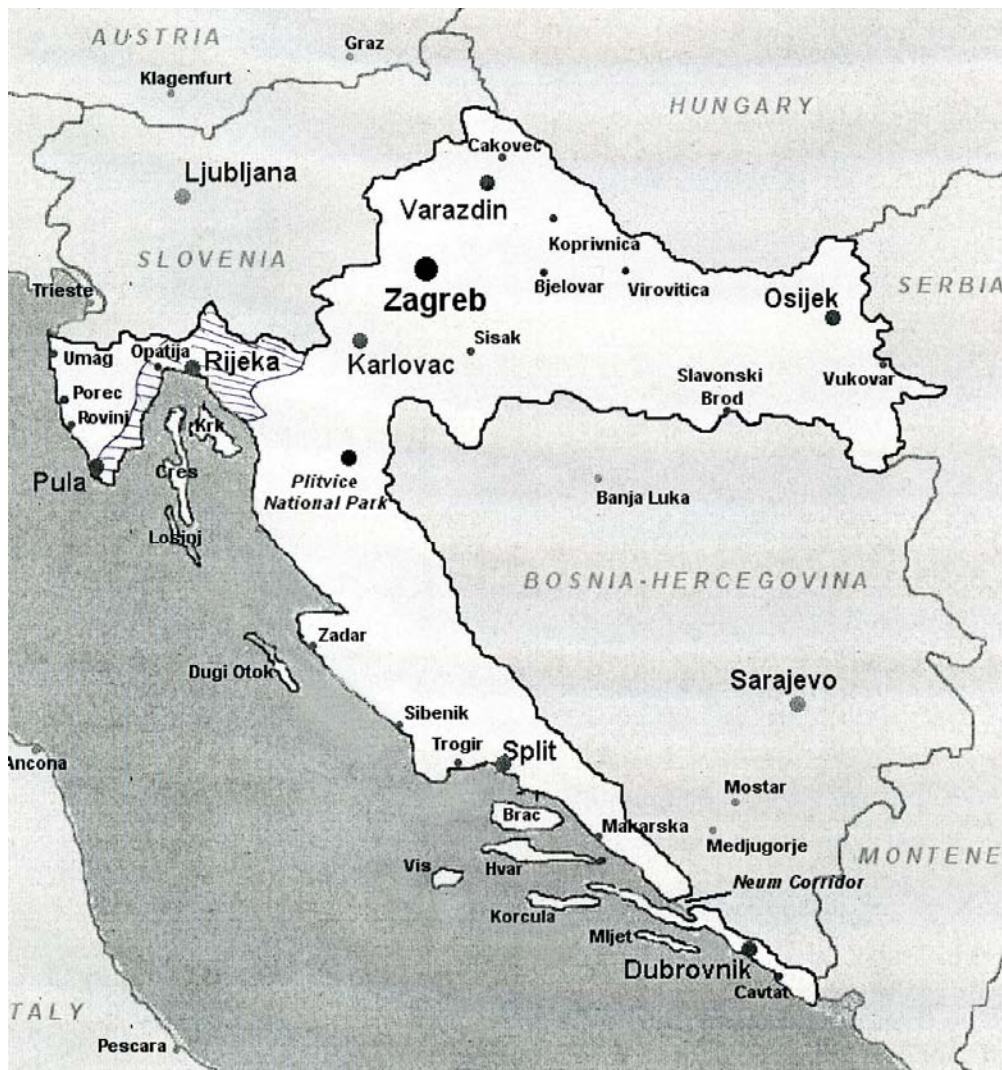 AUSTRIA
Graz
Klagenfurt
HUNGARY
Cakovec
Ljubljana
Varazdin
Koprivnica
SLOVENIA
Zagreb
Bjelovar
Virovitica
Trieste
Osijek
SERBIA
Umag
Opatija
Rijeka
Karlovac
Sisak
Slavonski
Brod
Vukovar
Porec
Rovinj
Krk
Pula
Cres
Plitvice
National Park
Banja Luka
Losinj
BOSNIA-HERCEGOVINA
Zadar
Dugi Otok
Sarajevo
Sibenik
Trogir
Split
Ancona
Mostar
Brac
Makarska
Medjugorje
MONTENE
Vis
Hvar
Neum Corridor
Korcula
Mljet
Dubrovnik
Cavtat
TALY
Pescara